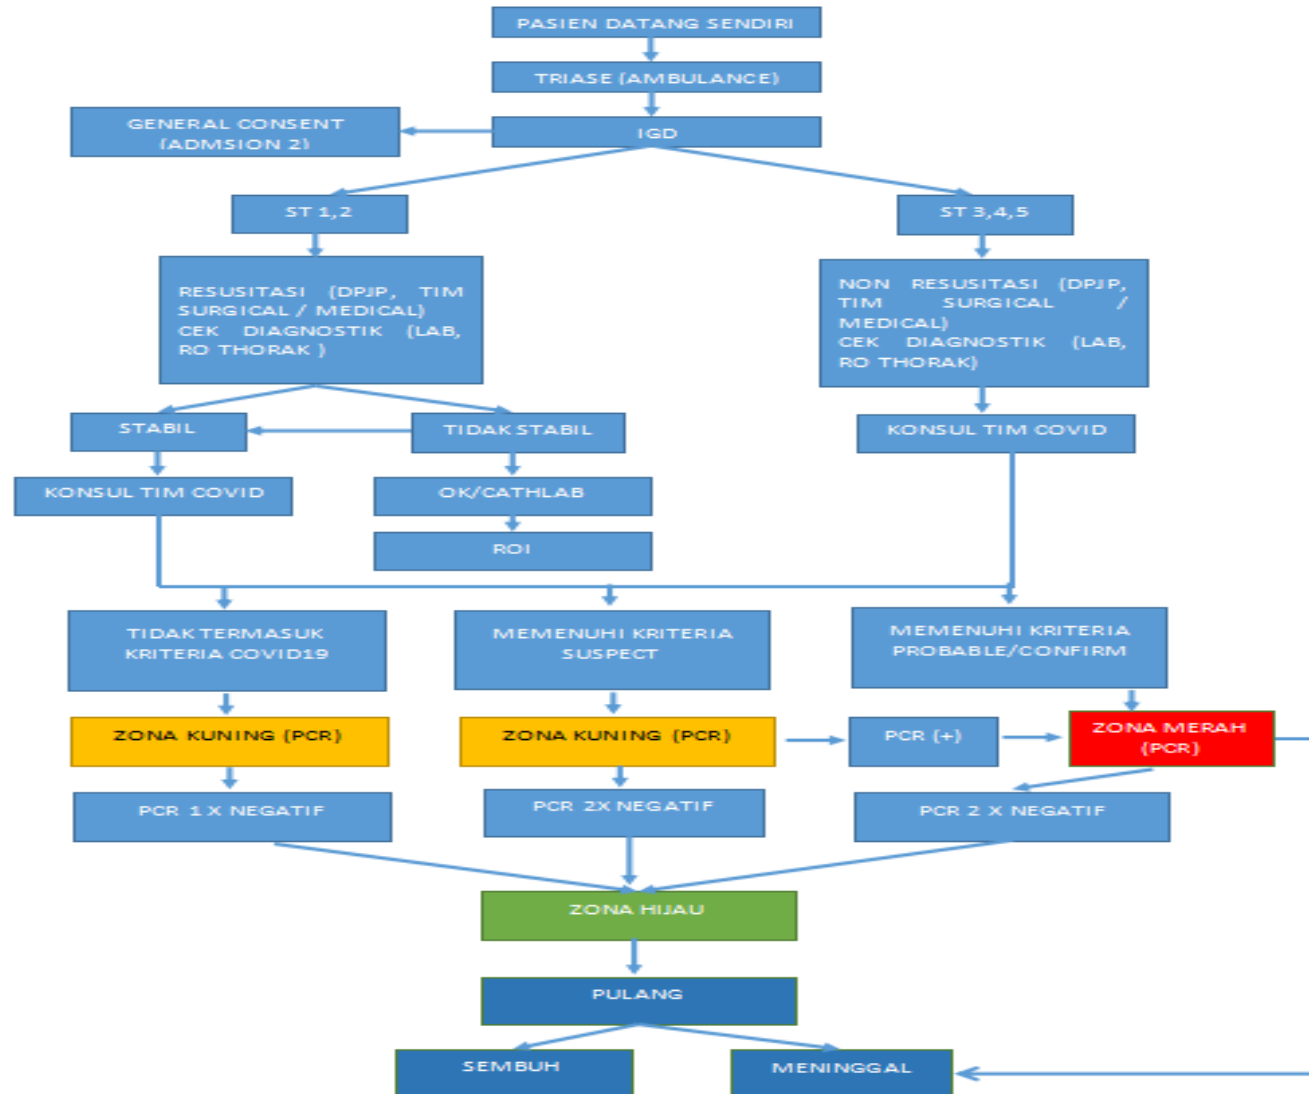 PASIEN DATANG SENDIRI
TRIASE (AMBULANCE)
GENERAL CONSENT
(ADMSION 2)
IGD
ST 1,2
ST 3,4,5
RESUSITASI (DPJP, TIM
SURGICAL / MEDICAL)
CEK DIAGNOSTIK (LAB,
RO THORAK )
NON RESUSITASI (DPJP,
TIM SURGICAL /
MEDICAL)
CEK DIAGNOSTIK (LAB,
RO THORAK)
STABIL
TIDAK STABIL
KONSUL TIM COVID
KONSUL TIM COVID
OK/CATHLAB
ROI
TIDAK TERMASUK
KRITERIA COVID19
MEMENUHI KRITERIA
SUSPECT
MEMENUHI KRITERIA
PROBABLE/CONFIRM
ZONA KUNING (PCR)
ZONA KUNING (PCR)
PCR (+)
ZONA MERAH
(PCR)
PCR 1 X NEGATIF
PCR 2X NEGATIF
PCR 2 X NEGATIF
ZONA HIJAU
PULANG
SEMBUH
MENINGGAL